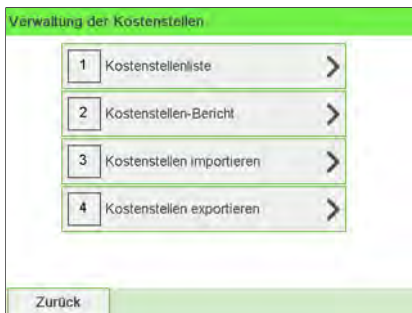 Verwaltung der Kostenstellen
1 Kostenstellenliste
2 Kostenstellen-Bericht
3 Kostenstellen importieren
4 Kostenstellen exportieren
Zurück